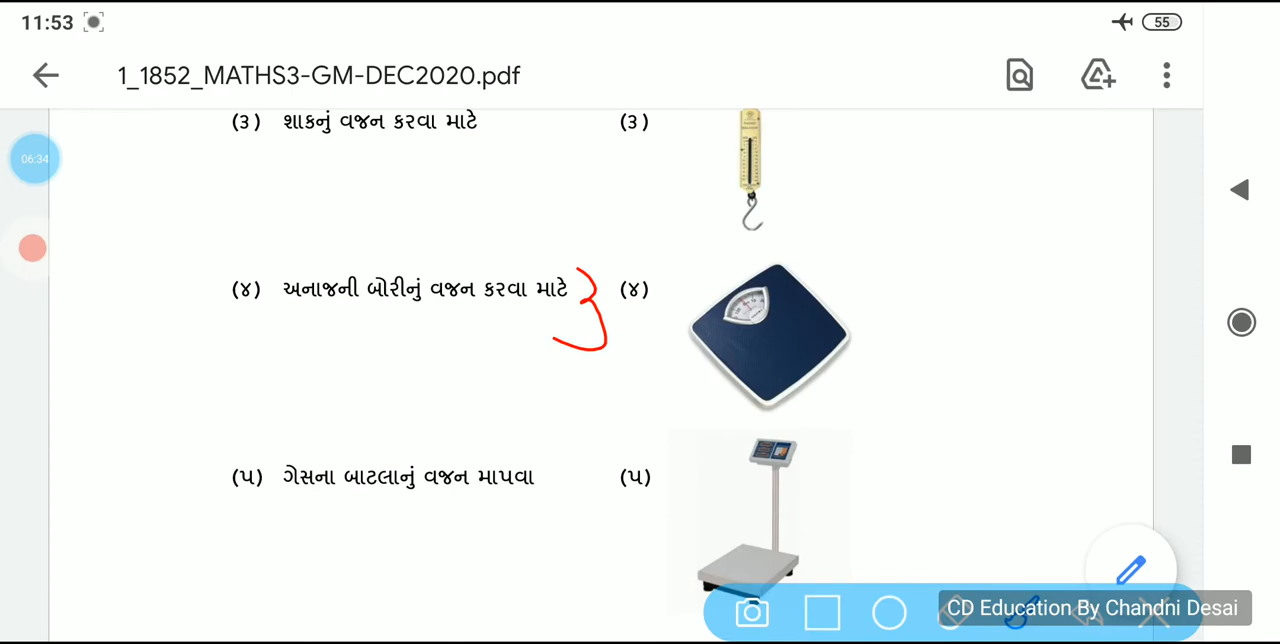 11:53
55
1_1852_MATHS3-GM-DEC2020.pdf
(૩) શાકનું વજન કરવા માટે (૩)
06:34
(૪) અનાજની બોરીનું વજન કરવા માટે (૪)
(૫) ગેસના બાટલાનું વજન માપવા (૫)
CD Education By Chandni Desai